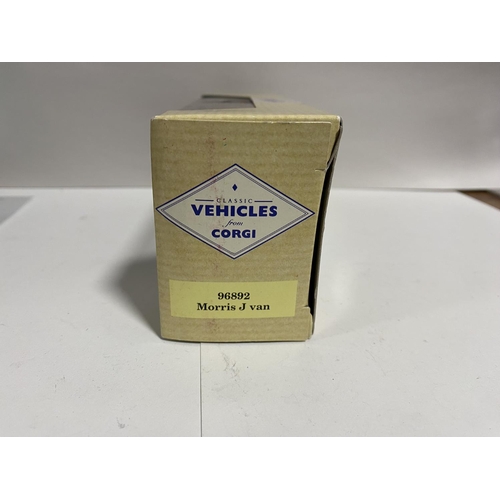 CLASSIC
VEHICLES
from
CORGI
96892
Morris J van